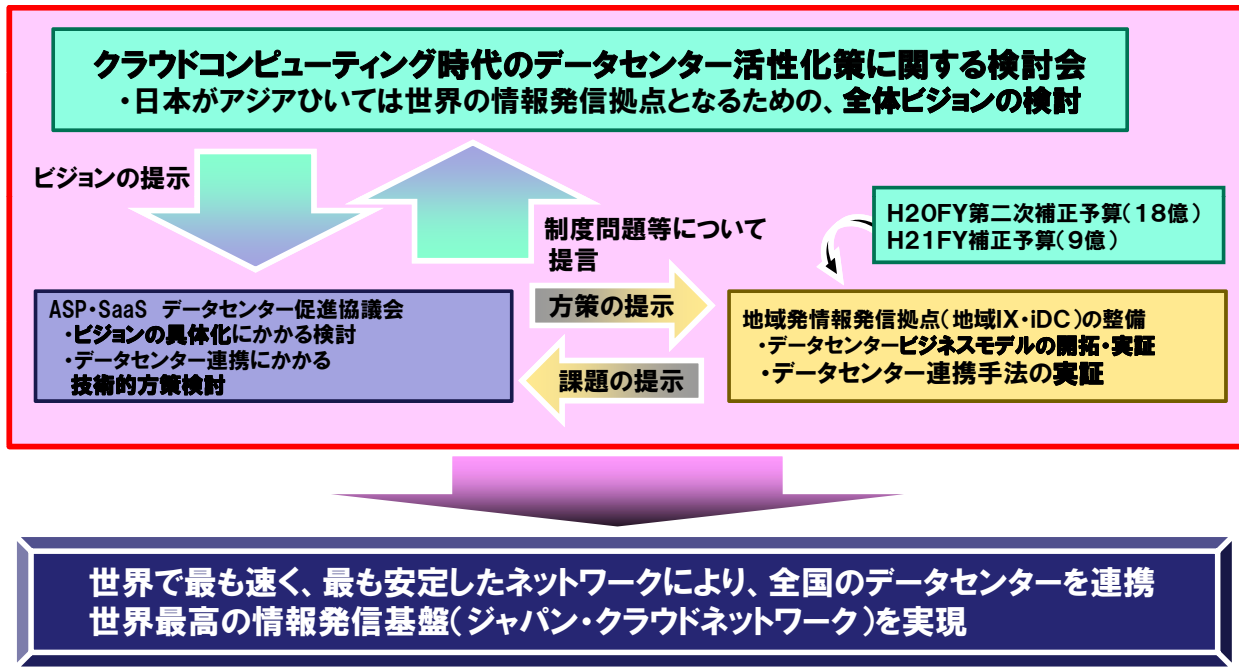 クラウドコンピューティング時代のデータセンター活性化策に関する検討会
・日本がアジアひいては世界の情報発信拠点となるための、全体ビジョンの検討
ビジョンの提示
制度問題等について
提言
H20FY第二次補正予算(18億)
H21FY補正予算(9億)
ASP・SaaS データセンター促進協議会
・ビジョンの具体化にかかる検討
・データセンター連携にかかる
技術的方策検討
方策の提示
課題の提示
地域発情報発信拠点(地域IX・iDC)の整備
・データセンタービジネスモデルの開拓・実証
・データセンター連携手法の実証
世界で最も速く、最も安定したネットワークにより、全国のデータセンターを連携
世界最高の情報発信基盤(ジャパン・クラウドネットワーク)を実現